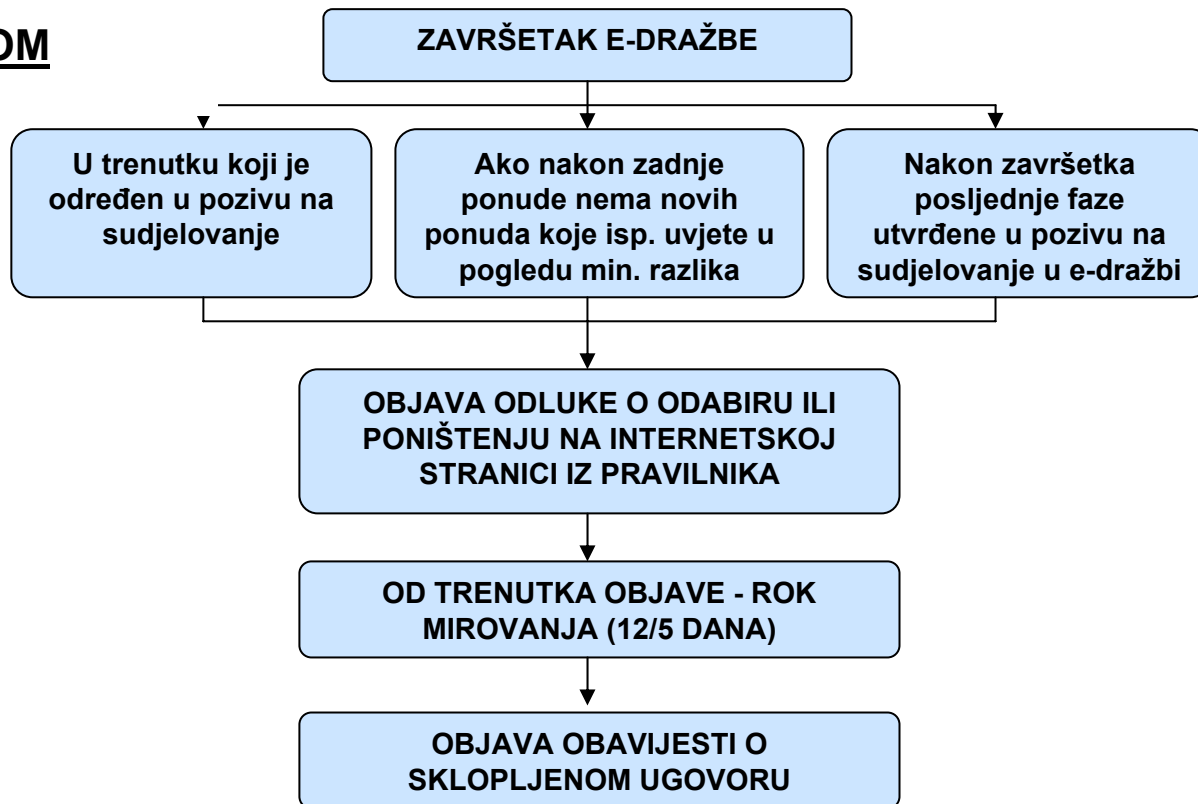 OM
ZAVRŠETAK E-DRAŽBE
U trenutku koji je
određen u pozivu na
sudjelovanje
Ako nakon zadnje
ponude nema novih
ponuda koje isp. uvjete u
pogledu min. razlika
Nakon završetka
posljednje faze
utvrđene u pozivu na
sudjelovanje u e-dražbi
OBJAVA ODLUKE O ODABIRU ILI
PONIŠTENJU NA INTERNETSKOJ
STRANICI IZ PRAVILNIKA
OD TRENUTKA OBJAVE - ROK
MIROVANJA (12/5 DANA)
OBJAVA OBAVIJESTI O
SKLOPLJENOM UGOVORU